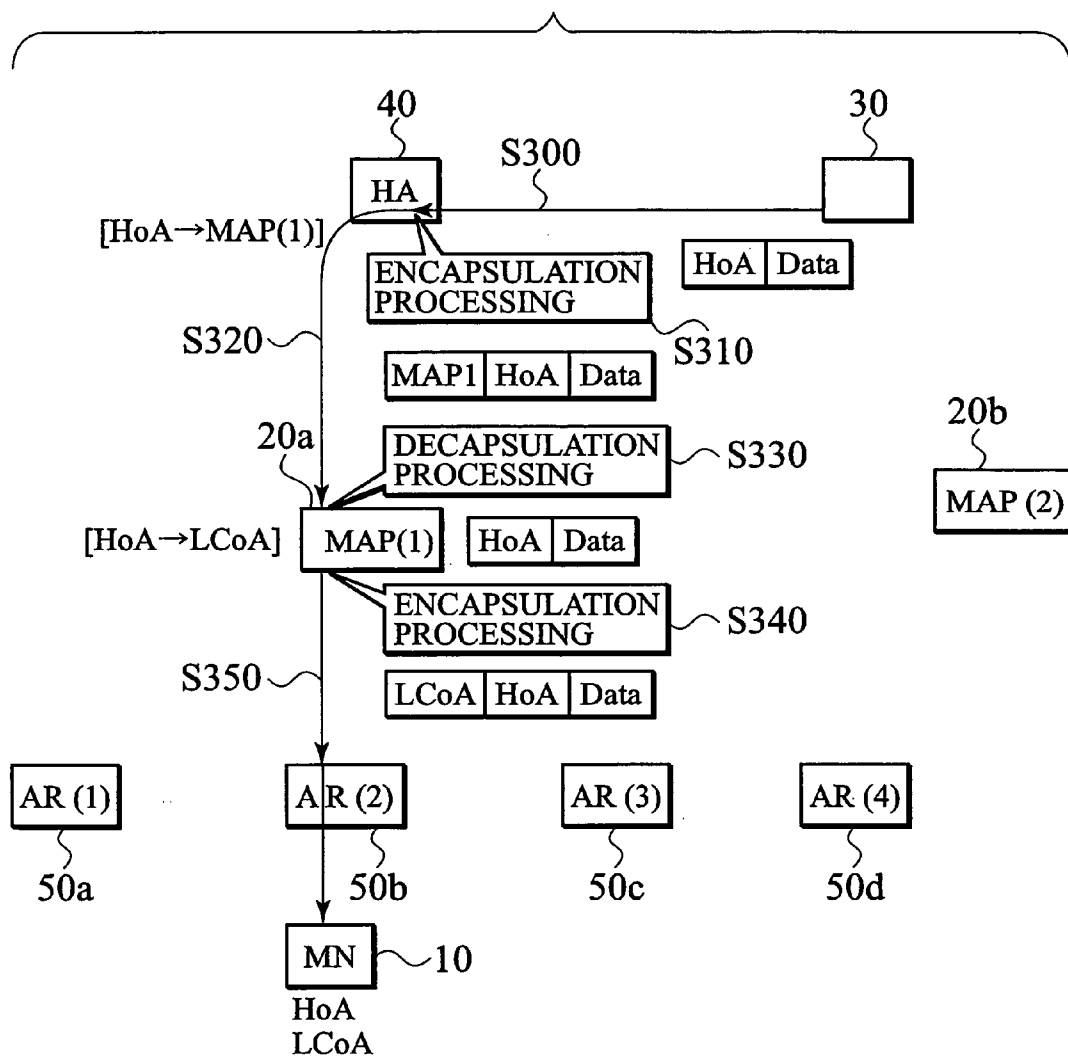 40
30
S300
HA
[HoA→MAP(1)]
ENCAPSULATION
PROCESSING
HoA Data
S310
S320
MAP1 HoA Data
20a
DECAPSULATION
PROCESSING
S330
20b
MAP (2)
[HoA→LCoA]
MAP(1)
HoA Data
ENCAPSULATION
PROCESSING
S340
S350
LCoA HoA Data
AR (1)
AR (2)
AR (3)
AR (4)
50a
50b
50c
50d
MN
10
HoA
LCoA